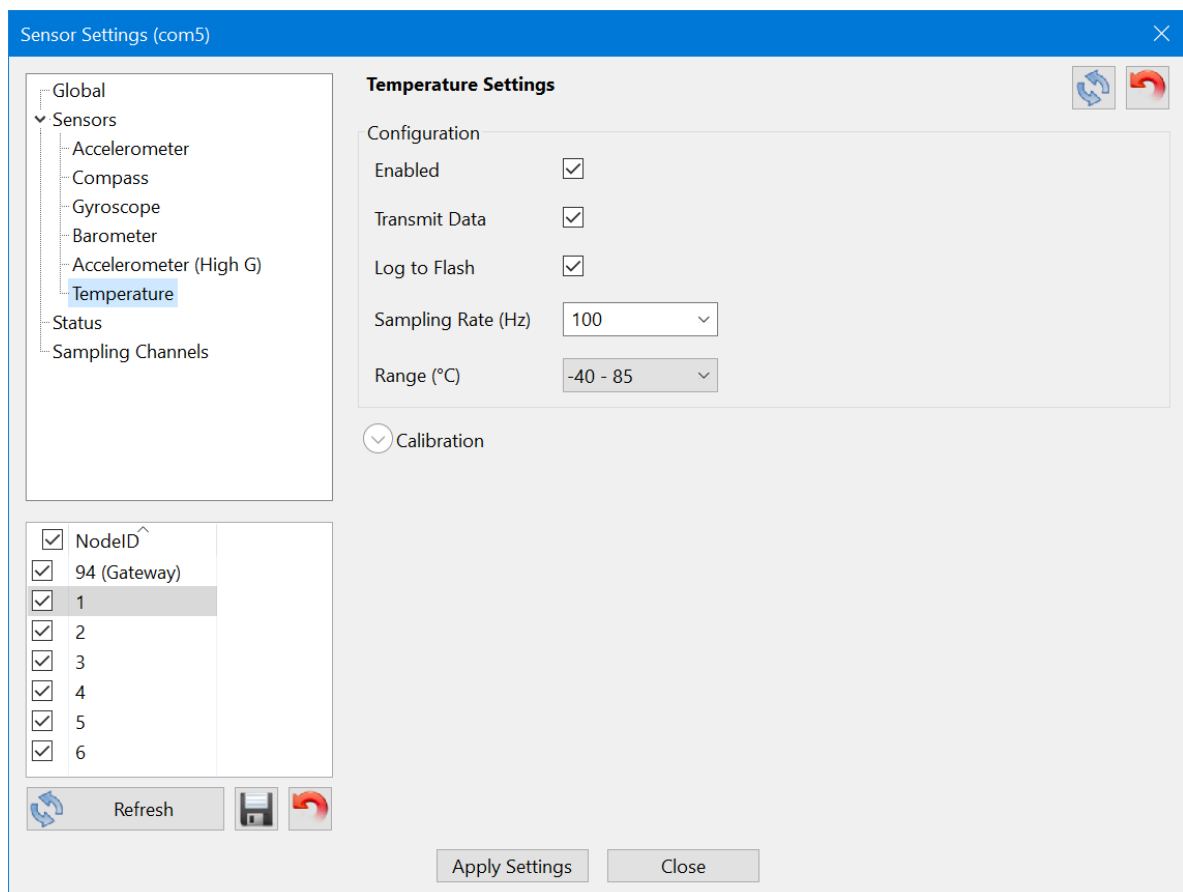 Sensor Settings (com5)
Global
Sensors
Accelerometer
Compass
Gyroscope
Barometer
Accelerometer (High G)
Temperature
Status
Sampling Channels
Temperature Settings
Configuration
Enabled
Transmit Data
Log to Flash
Sampling Rate (Hz) 100
Range (°C) -40 - 85
Calibration
NodeID
94 (Gateway)
1
2
3
4
5
6
Refresh
Apply Settings Close